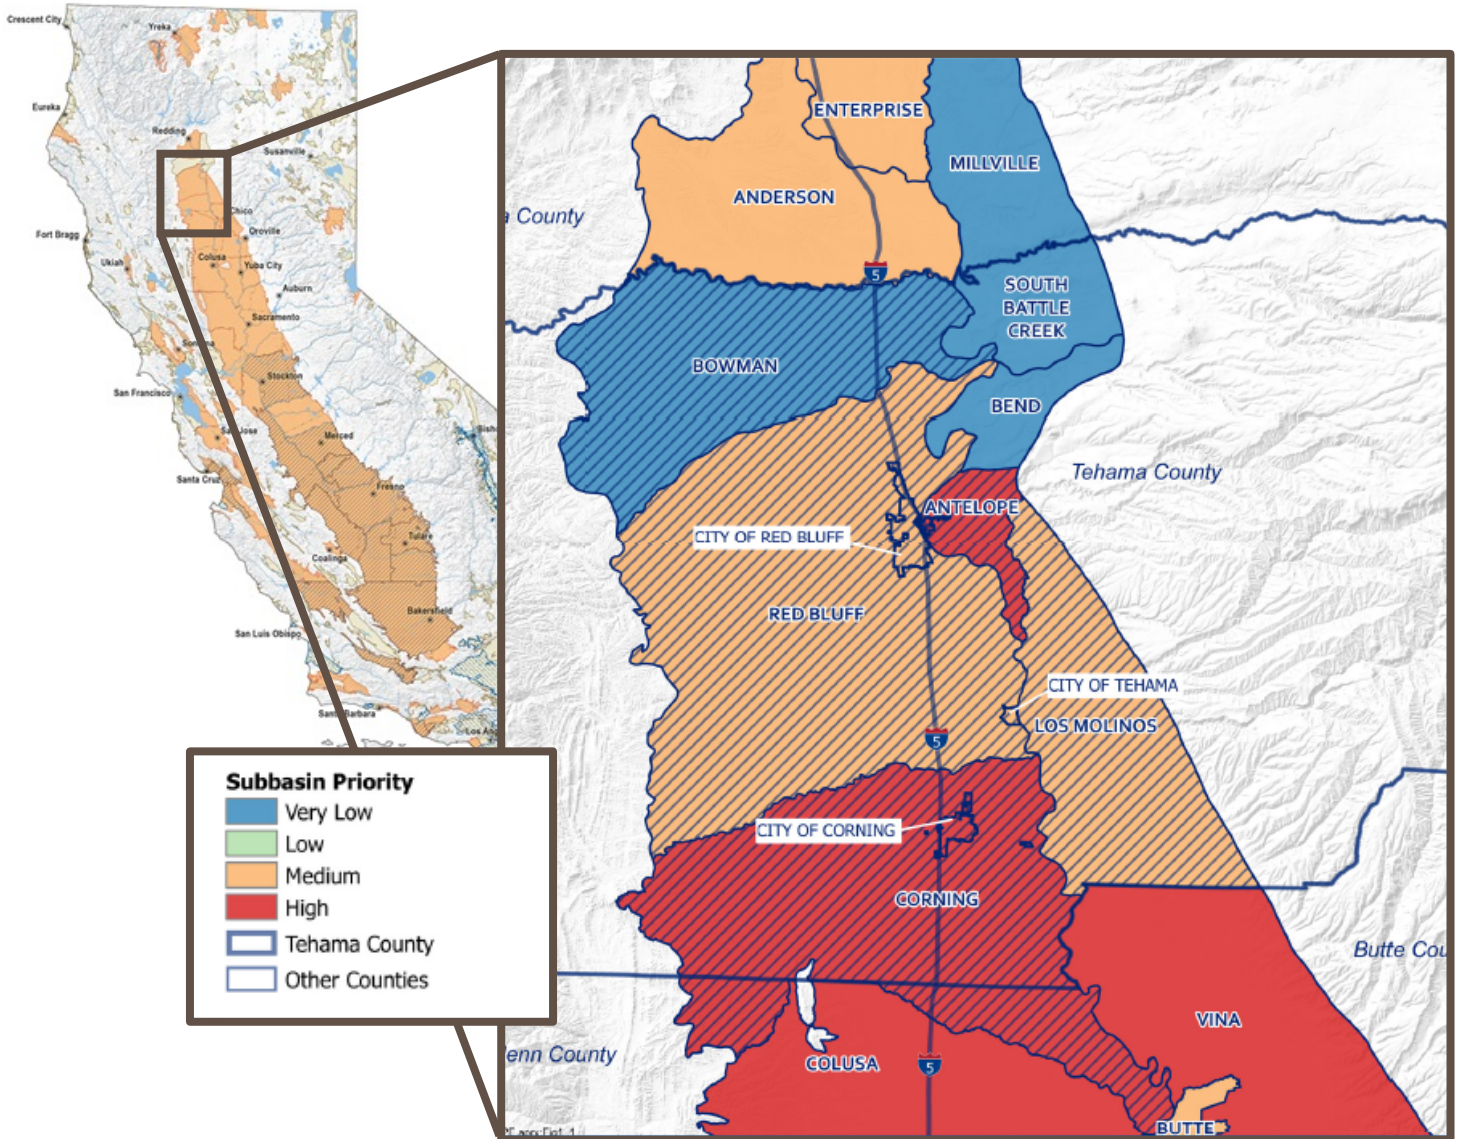 Crescent City
Yreka
Eureka
Redding
Susanville
Chico
Fort Bragg
Oroville
Ukiah
Colusa
Yuba City
Auburn
Sacramento
Stockton
San Francisco
Merced
Santa Cruz
Fresno
Tulare
Coalinga
Bakersfield
San Luis Obispo
Santa Barbara
Los Ang
Bish
Subbasin Priority
Very Low
Low
Medium
High
Tehama County
Other Counties
ENTERPRISE
MILLVILLE
ANDERSON
a County
5
SOUTH
BATTLE
CREEK
BOWMAN
BEND
Tehama County
ANTELOPE
CITY OF RED BLUFF
RED BLUFF
CITY OF TEHAMA
LOS MOLINOS
5
CITY OF CORNING
CORNING
Butte Cou
VINA
enn County
COLUSA
5
BUTTE